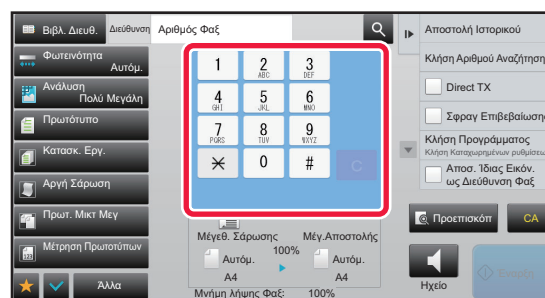 Βιβλ. Διευθ.
Διεύθυνση
Αριθμός Φαξ
Φωτεινότητα
Αυτόμ.
Ανάλυση
Πολύ Μεγάλη
Πρωτότυπο
Κατασκ. Εργ.
Αργή Σάρωση
Πρωτ. Μικτ Μεγ
Μέτρηση Πρωτοτύπων
Άλλα
1
2
ABC
3
DEF
4
GHI
5
JKL
6
MNO
7
PQRS
8
TUV
9
WXYZ
0
#
C
Μέγεθ. Σάρωσης
Μέγ.Αποστολής
100%
Αυτόμ.
A4
Αυτόμ.
A4
Μνήμη λήψης Φαξ: 100%
Αποστολή Ιστορικού
Κλήση Αριθμού Αναζήτηση
Direct TX
Σφραγ Επιβεβαίωση
Κλήση Προγράμματος
Κλήση Καταχωρημένων ρυθμίσεω
Αποσ. Ίδιας Εικόν.
ως Διεύθυνση Φαξ
Προεπισκόπ
CA
Ηχείο
Έναρξη